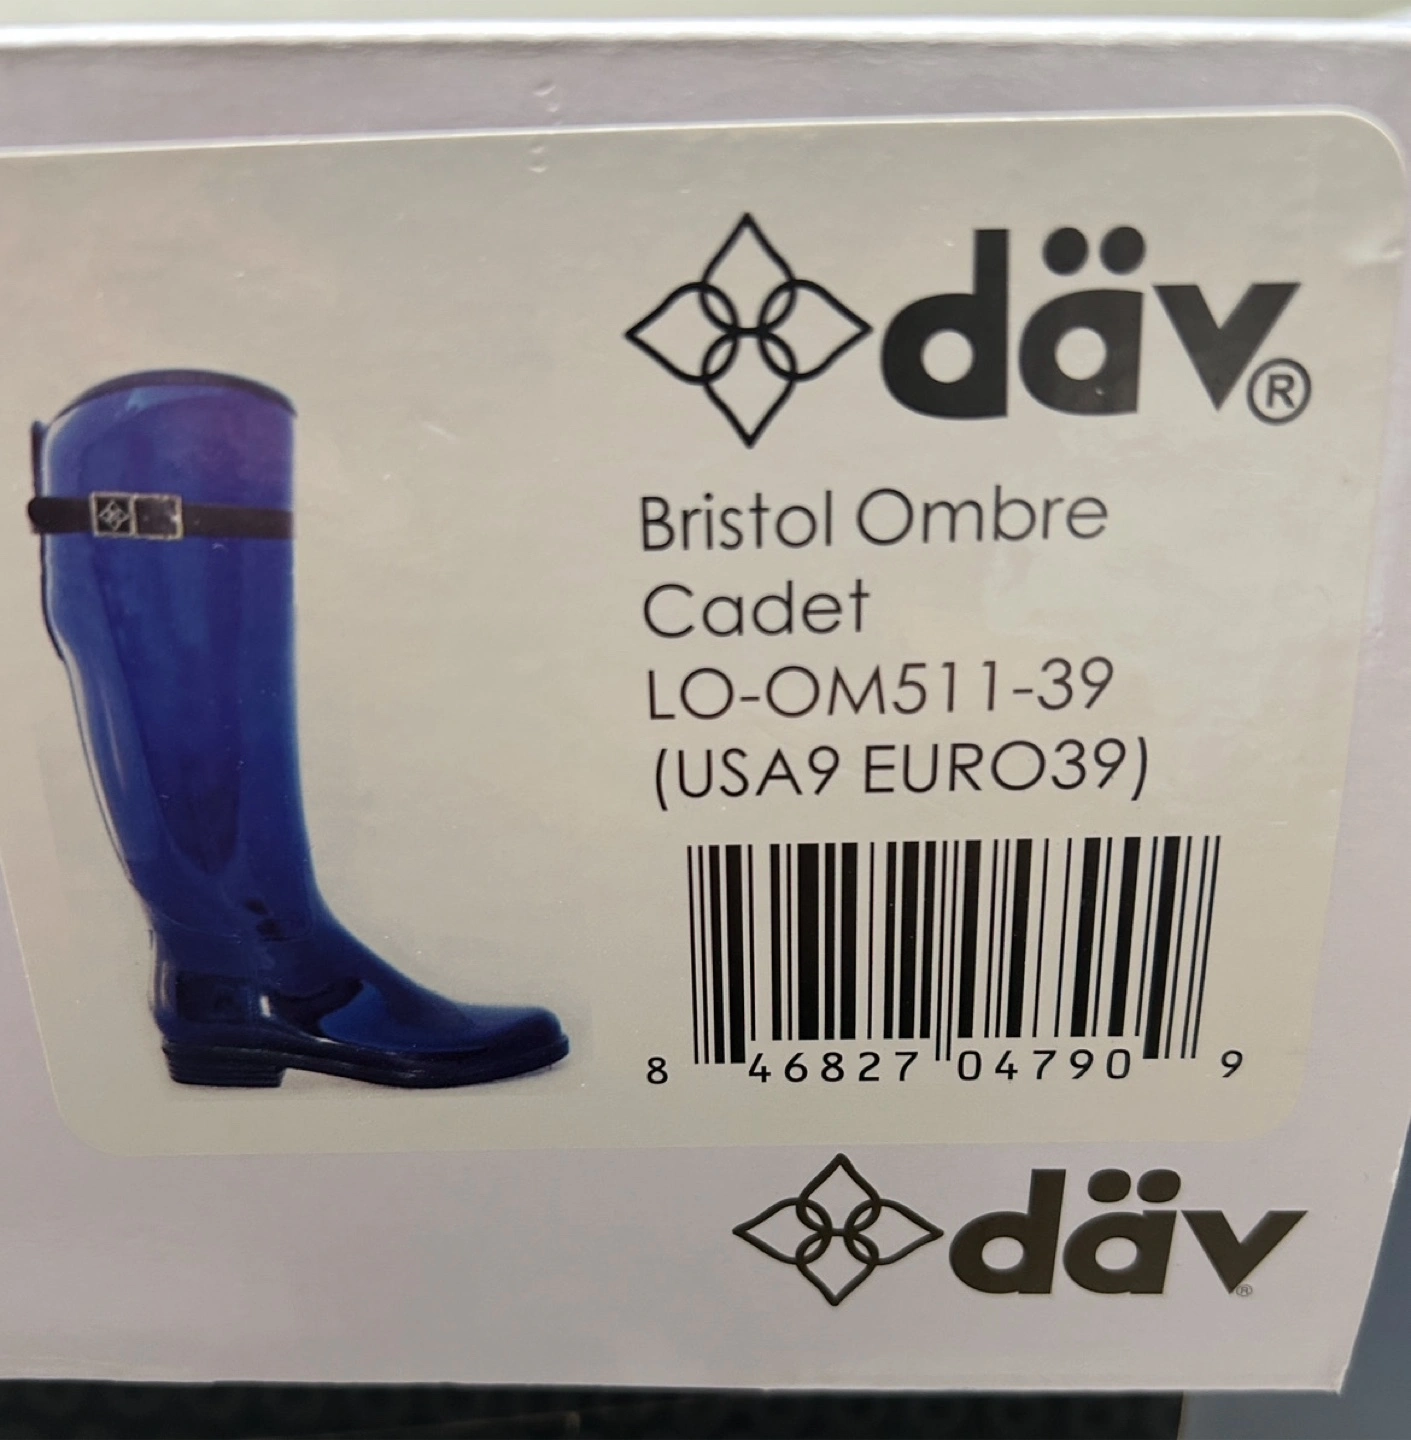 däv®
Bristol Ombre
Cadet
LO-OM511-39
(USA9 EURO39)
8 46827 04790 9
däv®